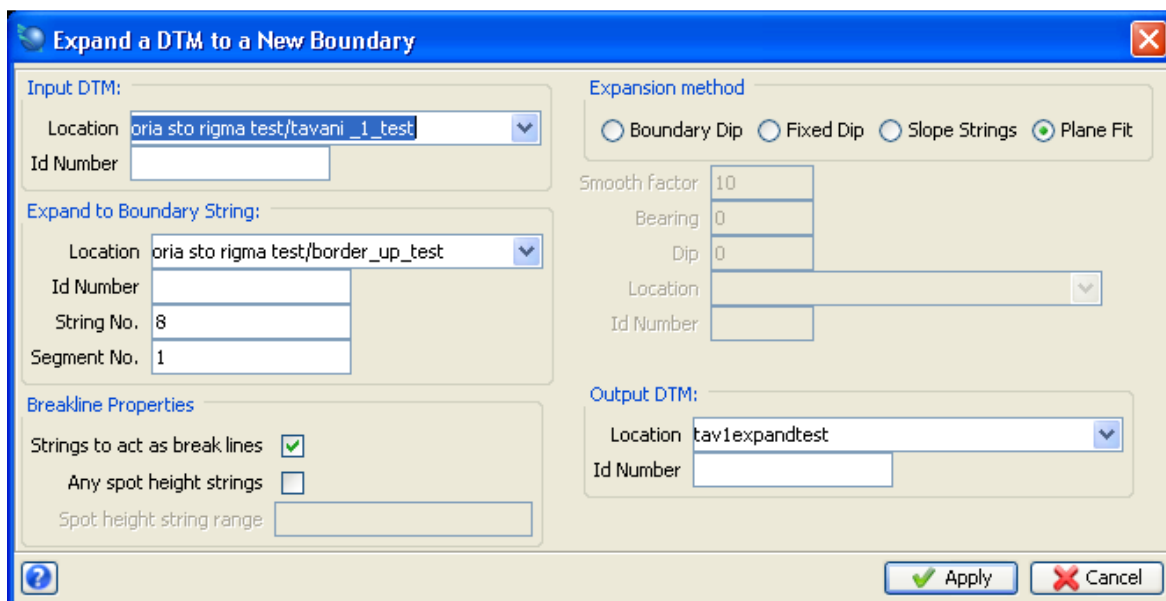 Expand a DTM to a New Boundary
Input DTM:
Location oria sto rigma test/tavani _1_test
Id Number
Expand to Boundary String:
Location oria sto rigma test/border_up_test
Id Number
String No. 8
Segment No. 1
Breakline Properties
Strings to act as break lines
Any spot height strings
Spot height string range
Expansion method
Boundary Dip Fixed Dip Slope Strings Plane Fit
Smooth factor 10
Bearing 0
Dip 0
Location
Id Number
Output DTM:
Location tav1expandtest
Id Number
? Apply Cancel